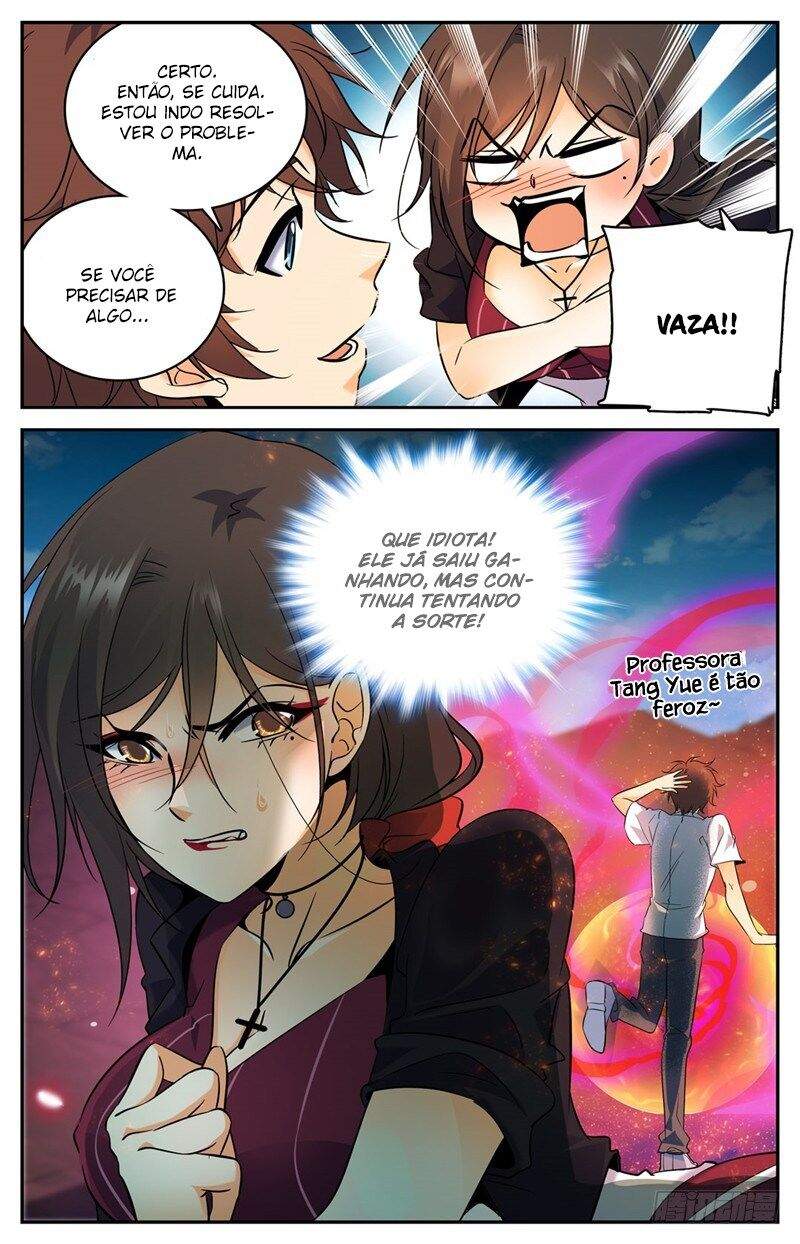 CERTO.
ENTÃO, SE CUIDA.
ESTOU INDO RESOL-
VER O PROBLE-
MA.
SE VOCÊ
PRECISAR DE
ALGO...
VAZA!!
QUE IDIOTA!
ELE JÁ SAIU GA-
NHANDO, MAS CON-
TINUA TENTANDO
A SORTE!
Professora
Tang Yue é tão
feroz~